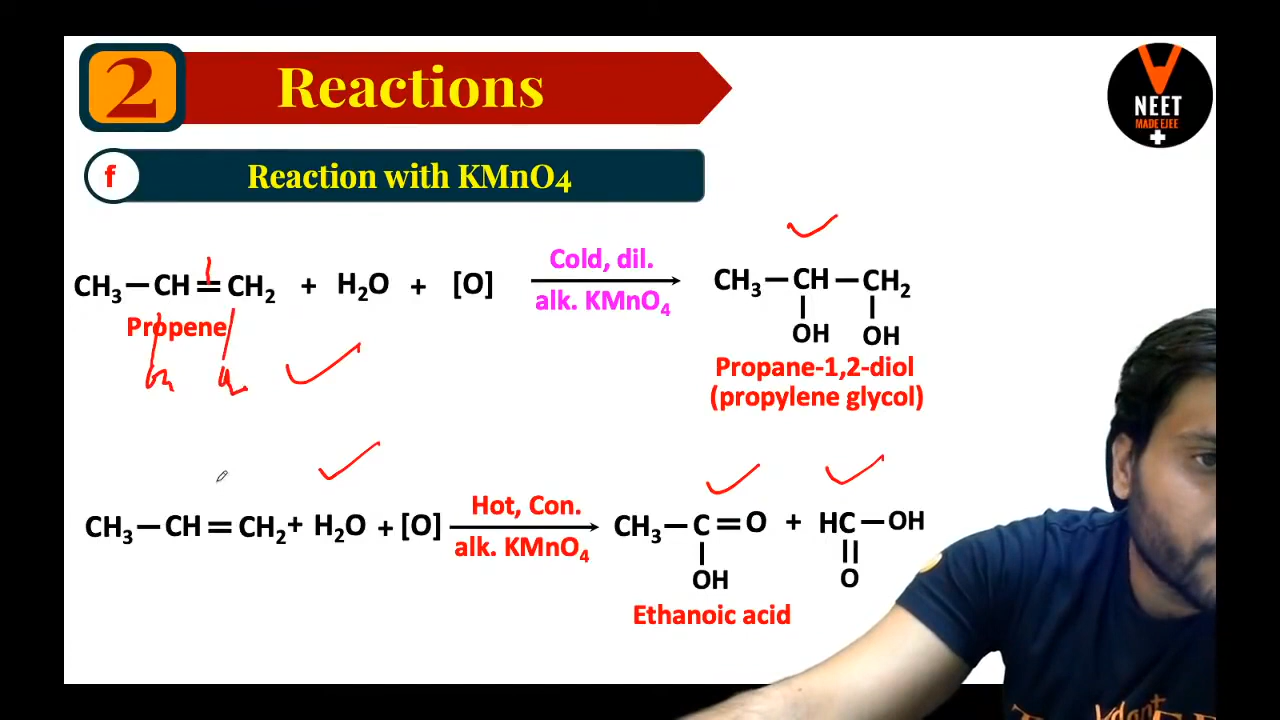 2 Reactions
NEET
MADE EJEE
f Reaction with KMnO4
CH₃—CH=CH₂ + H₂O + [O] Cold, dil. alk. KMnO₄ CH₃—CH—CH₂
OH OH
Propene
Propane-1,2-diol
(propylene glycol)
CH₃—CH=CH₂+ H₂O +[O] Hot, Con. alk. KMnO₄ CH₃—C=O + HC—OH
OH O
Ethanoic acid